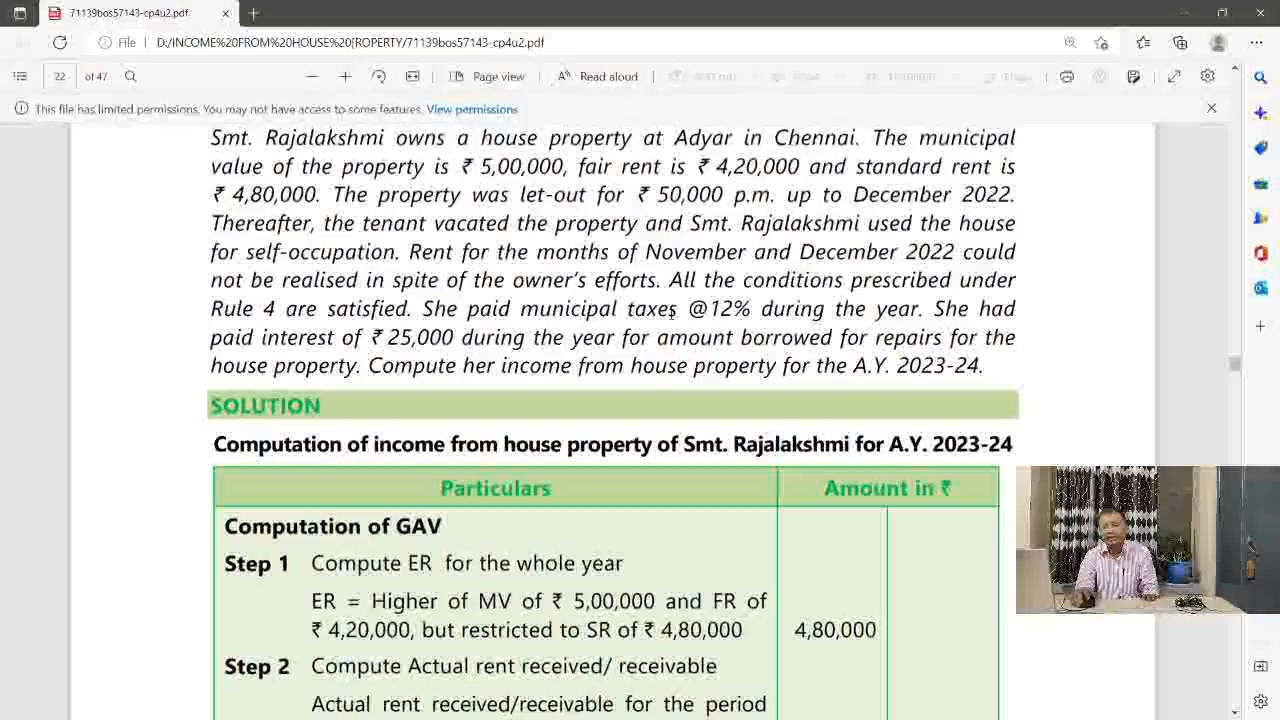 71139bos57143-cp4u2.pdf
File D:/INCOME%20FROM%20HOUSE%20[ROPERTY/71139bos57143-cp4u2.pdf
22 of 47 Page view Read aloud
This file has limited permissions. You may not have access to some features. View permissions
Smt. Rajalakshmi owns a house property at Adyar in Chennai. The municipal
value of the property is ₹ 5,00,000, fair rent is ₹ 4,20,000 and standard rent is
₹ 4,80,000. The property was let-out for ₹ 50,000 p.m. up to December 2022.
Thereafter, the tenant vacated the property and Smt. Rajalakshmi used the house
for self-occupation. Rent for the months of November and December 2022 could
not be realised in spite of the owner's efforts. All the conditions prescribed under
Rule 4 are satisfied. She paid municipal taxes @12% during the year. She had
paid interest of ₹ 25,000 during the year for amount borrowed for repairs for the
house property. Compute her income from house property for the A.Y. 2023-24.
SOLUTION
Computation of income from house property of Smt. Rajalakshmi for A.Y. 2023-24
Particulars Amount in ₹
Computation of GAV
Step 1 Compute ER for the whole year
ER = Higher of MV of ₹ 5,00,000 and FR of
₹ 4,20,000, but restricted to SR of ₹ 4,80,000 4,80,000
Step 2 Compute Actual rent received/ receivable
Actual rent received/receivable for the period